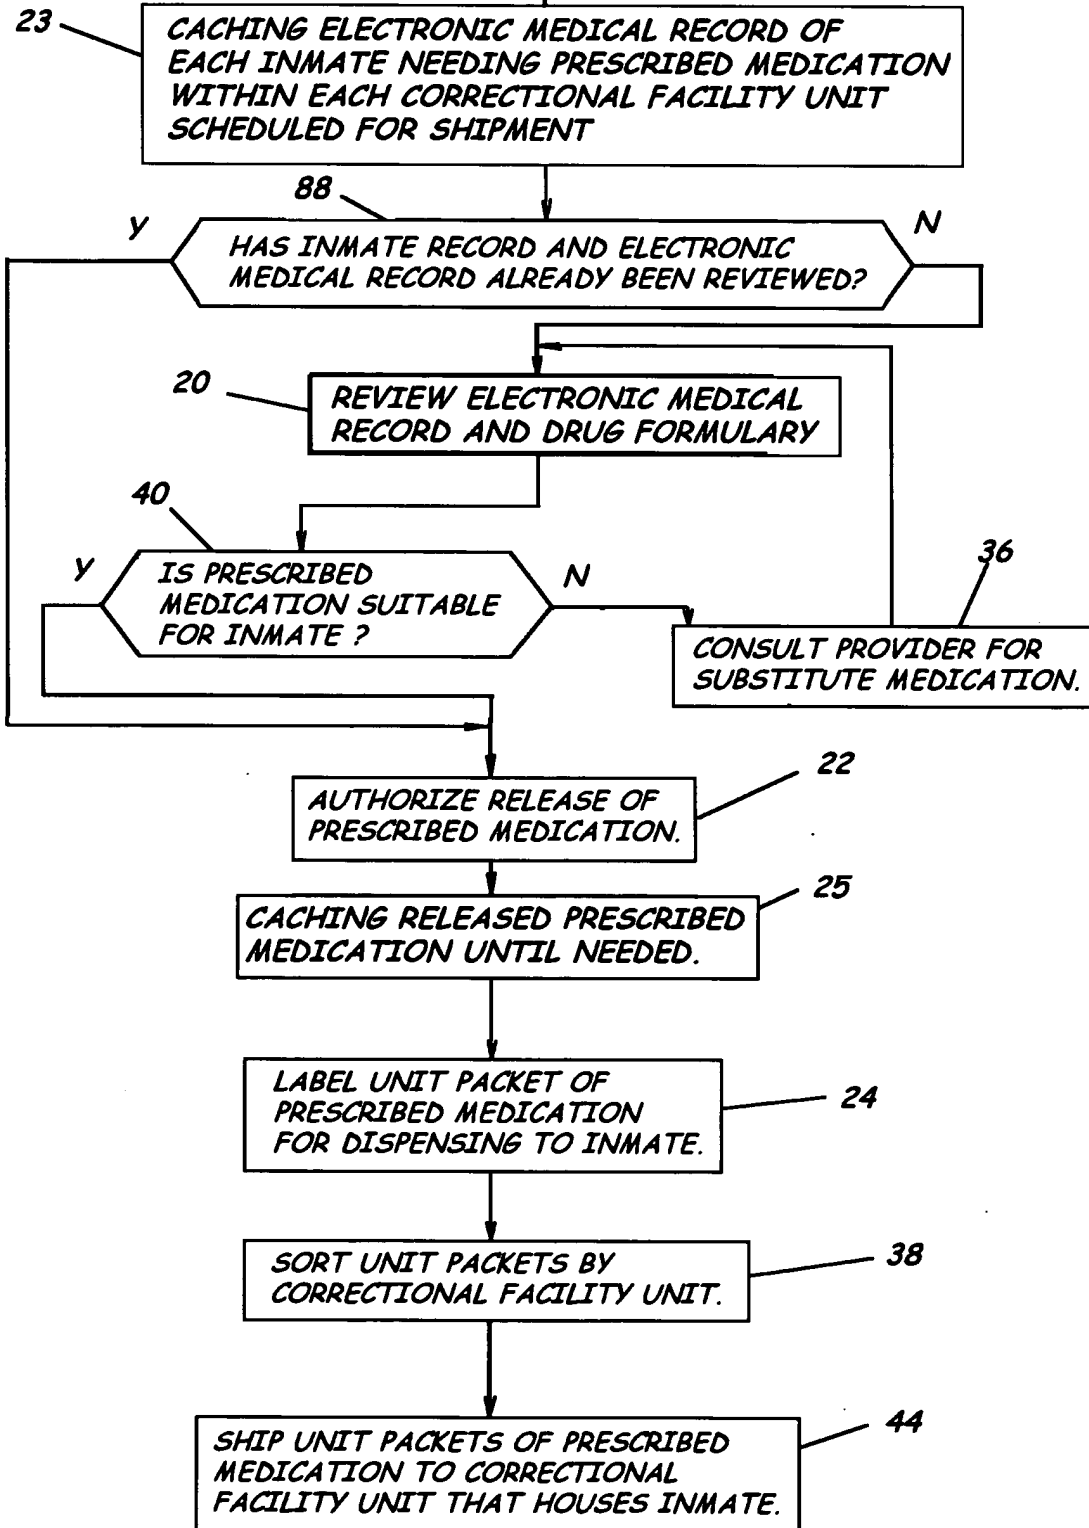 23
CACHING ELECTRONIC MEDICAL RECORD OF
EACH INMATE NEEDING PRESCRIBED MEDICATION
WITHIN EACH CORRECTIONAL FACILITY UNIT
SCHEDULED FOR SHIPMENT
88
Y
N
HAS INMATE RECORD AND ELECTRONIC
MEDICAL RECORD ALREADY BEEN REVIEWED?
20
REVIEW ELECTRONIC MEDICAL
RECORD AND DRUG FORMULARY
40
Y
N
IS PRESCRIBED
MEDICATION SUITABLE
FOR INMATE ?
36
CONSULT PROVIDER FOR
SUBSTITUTE MEDICATION.
22
AUTHORIZE RELEASE OF
PRESCRIBED MEDICATION.
25
CACHING RELEASED PRESCRIBED
MEDICATION UNTIL NEEDED.
LABEL UNIT PACKET OF
PRESCRIBED MEDICATION
FOR DISPENSING TO INMATE.
24
SORT UNIT PACKETS BY
CORRECTIONAL FACILITY UNIT.
38
SHIP UNIT PACKETS OF PRESCRIBED
MEDICATION TO CORRECTIONAL
FACILITY UNIT THAT HOUSES INMATE.
44